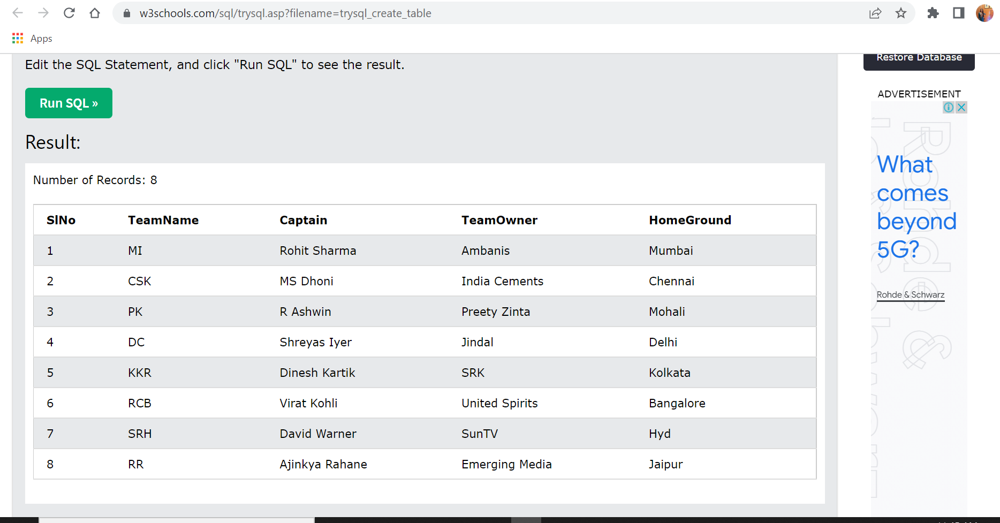 w3schools.com/sql/trysql.asp?filename=trysql_create_table
Apps
Edit the SQL Statement, and click "Run SQL" to see the result.
Run SQL »
Result:
Number of Records: 8
SlNo TeamName Captain TeamOwner HomeGround
1 MI Rohit Sharma Ambanis Mumbai
2 CSK MS Dhoni India Cements Chennai
3 PK R Ashwin Preety Zinta Mohali
4 DC Shreyas Iyer Jindal Delhi
5 KKR Dinesh Kartik SRK Kolkata
6 RCB Virat Kohli United Spirits Bangalore
7 SRH David Warner SunTV Hyd
8 RR Ajinkya Rahane Emerging Media Jaipur
Restore Database
ADVERTISEMENT
What
comes
beyond
5G?
Rohde & Schwarz
Rohde &